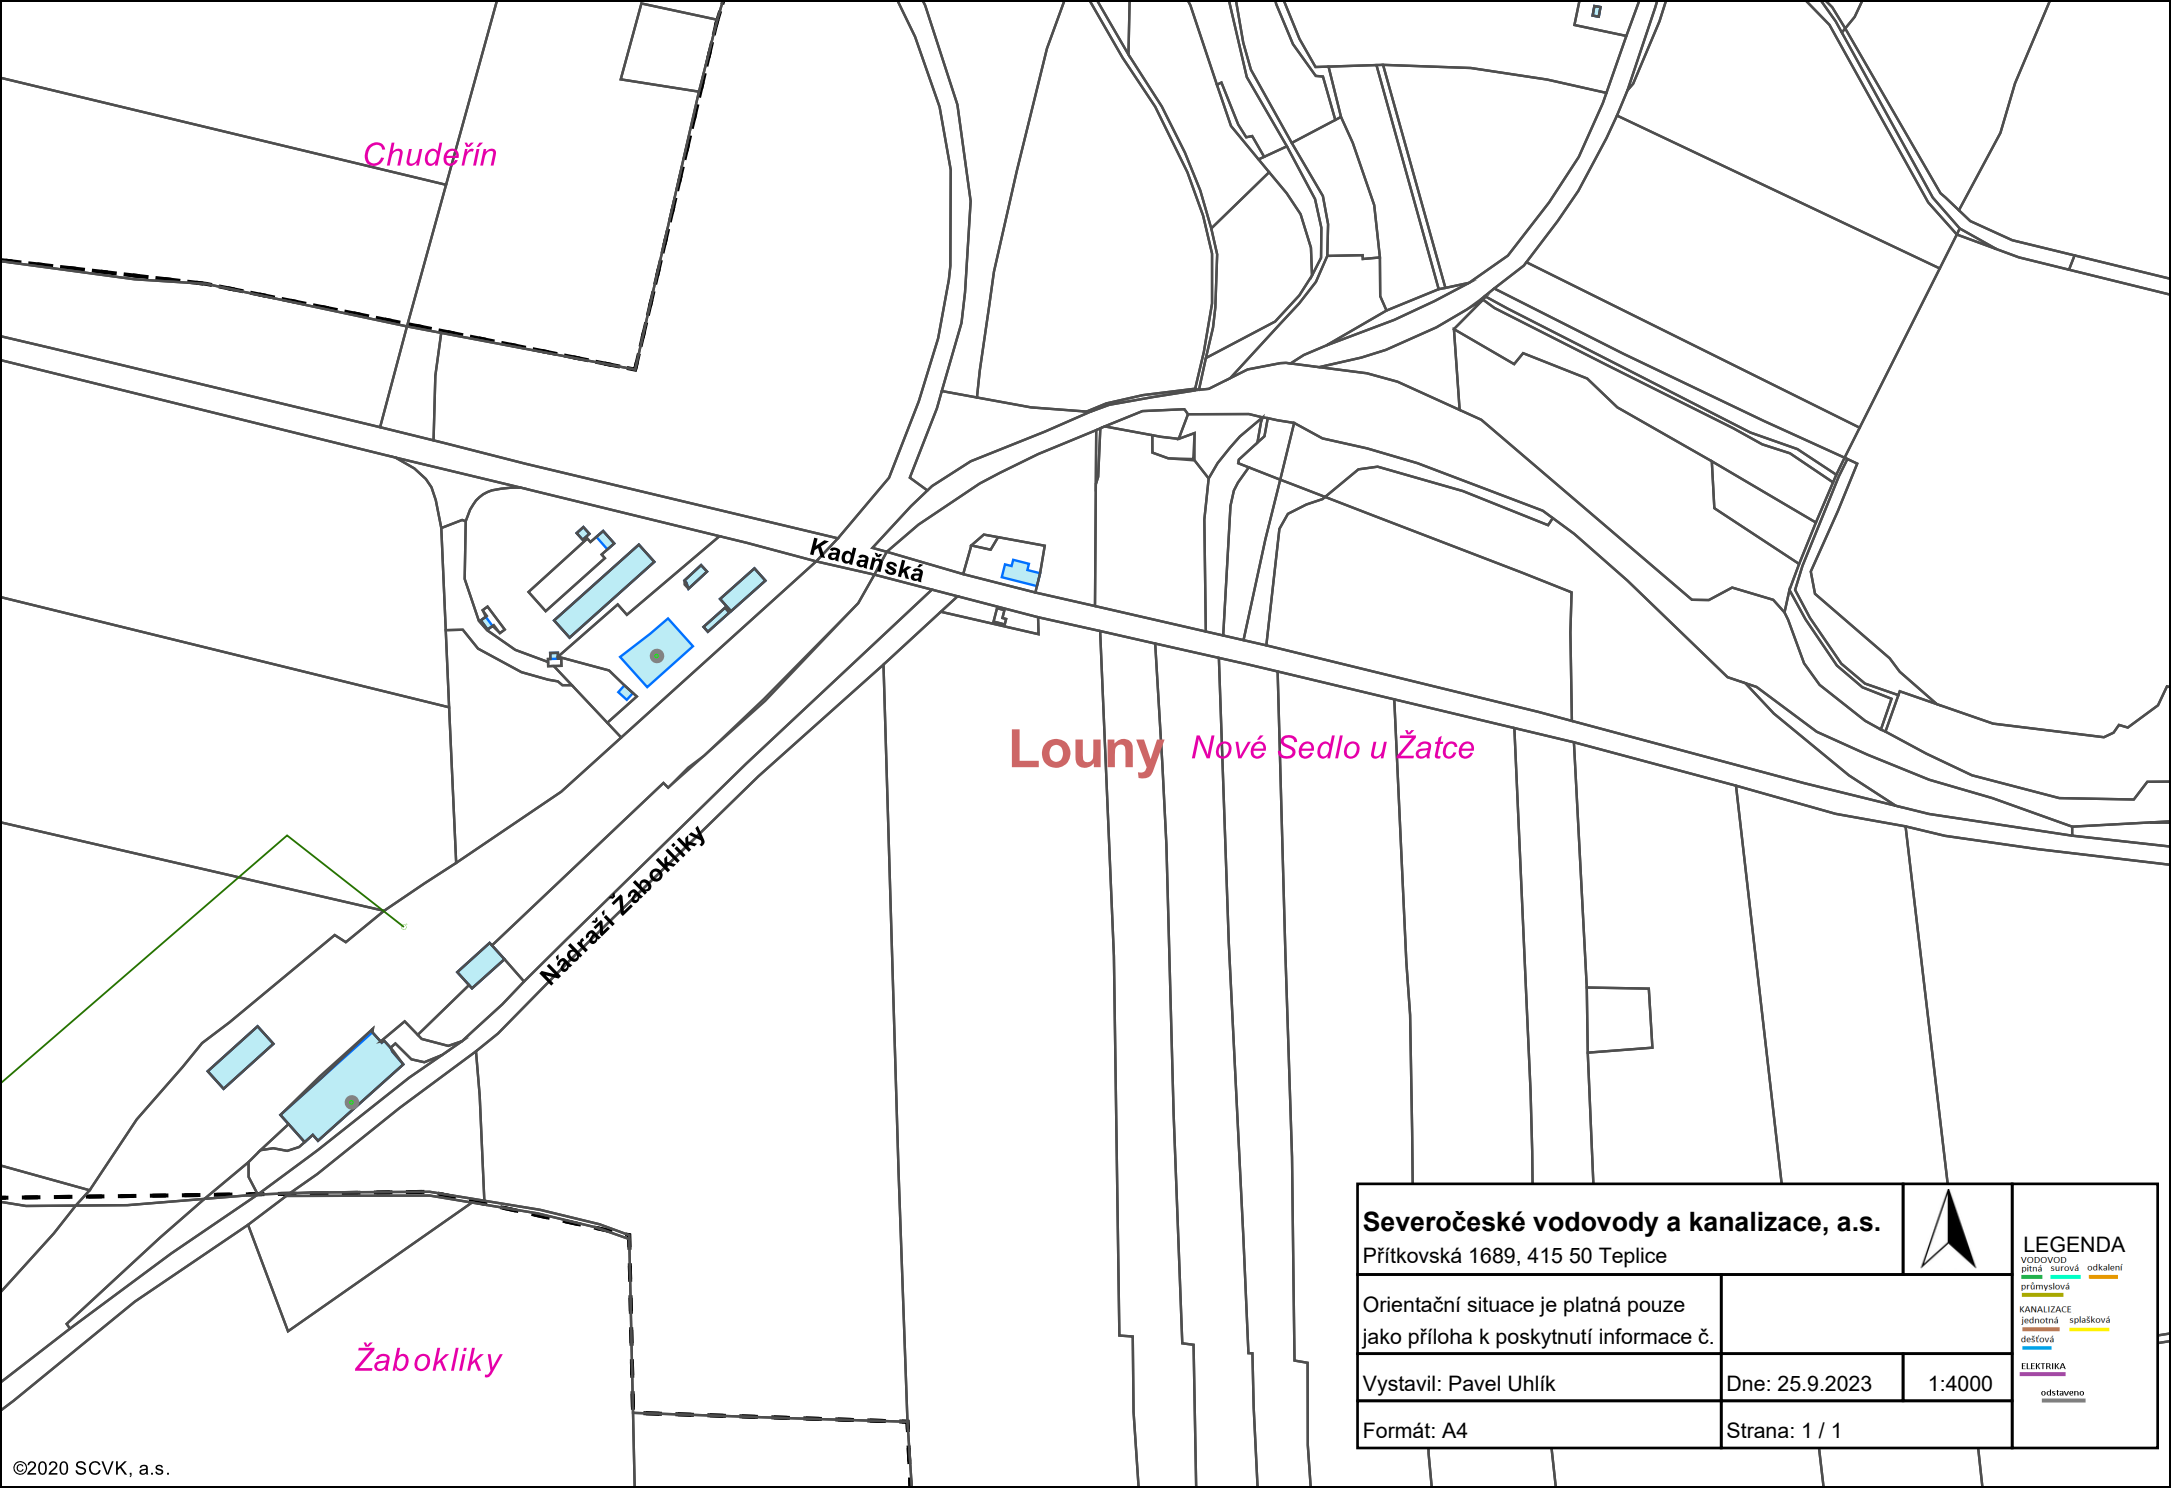 Chudeřín
Kadaňská
Louny
Nové Sedlo u Žatce
Nádraží Žabokliky
Žabokliky
Severočeské vodovody a kanalizace, a.s.
Přítkovská 1689, 415 50 Teplice
Orientační situace je platná pouze
jako příloha k poskytnutí informace č.
Vystavil: Pavel Uhlík
Dne: 25.9.2023
1:4000
Formát: A4
Strana: 1 / 1
LEGENDA
VODOVOD
pitná surová odkalení
průmyslová
KANALIZACE
jednotná splašková
dešťová
ELEKTRIKA
odstaveno
©2020 SCVK, a.s.